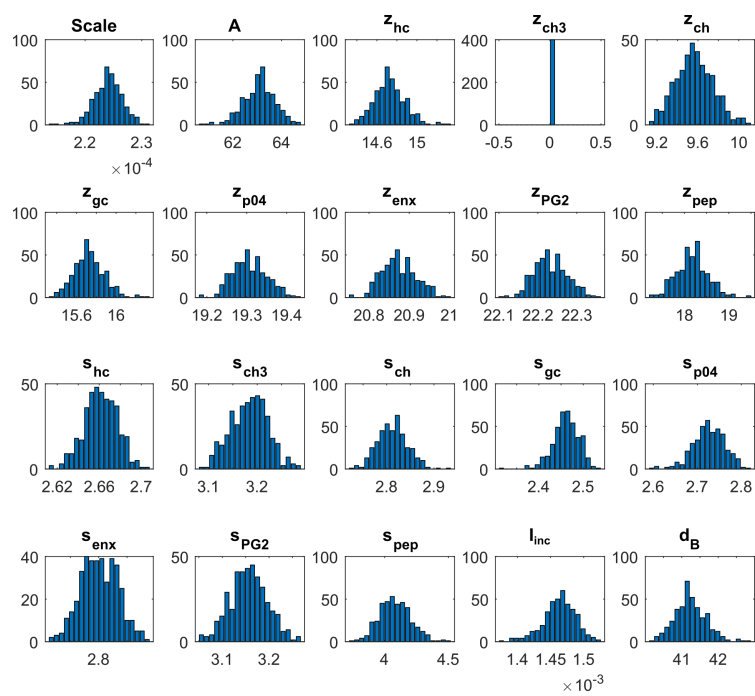 Scale A z_hc z_ch3 z_ch
100 100 100 400 50
50 50 50 200
0 0 0 0 0
2.2 2.3 62 64 14.6 15 -0.5 0 0.5 9.2 9.6 10
×10^-4
z_gc z_p04 z_enx z_PG2 z_pep
100 100 100 100 100
50 50 50 50 50
0 0 0 0 0
15.6 16 19.2 19.3 19.4 20.8 20.9 21 22.1 22.2 22.3 18 19
s_hc s_ch3 s_ch s_gc s_p04
50 50 100 100 100
50 50 50
0 0 0 0 0
2.62 2.66 2.7 3.1 3.2 2.8 2.9 2.4 2.5 2.6 2.7 2.8
s_enx s_PG2 s_pep I_inc d_B
40 50 100 100 100
20 50 50 50
0 0 0 0 0
2.8 3.1 3.2 4 4.5 1.4 1.45 1.5 41 42
×10^-3